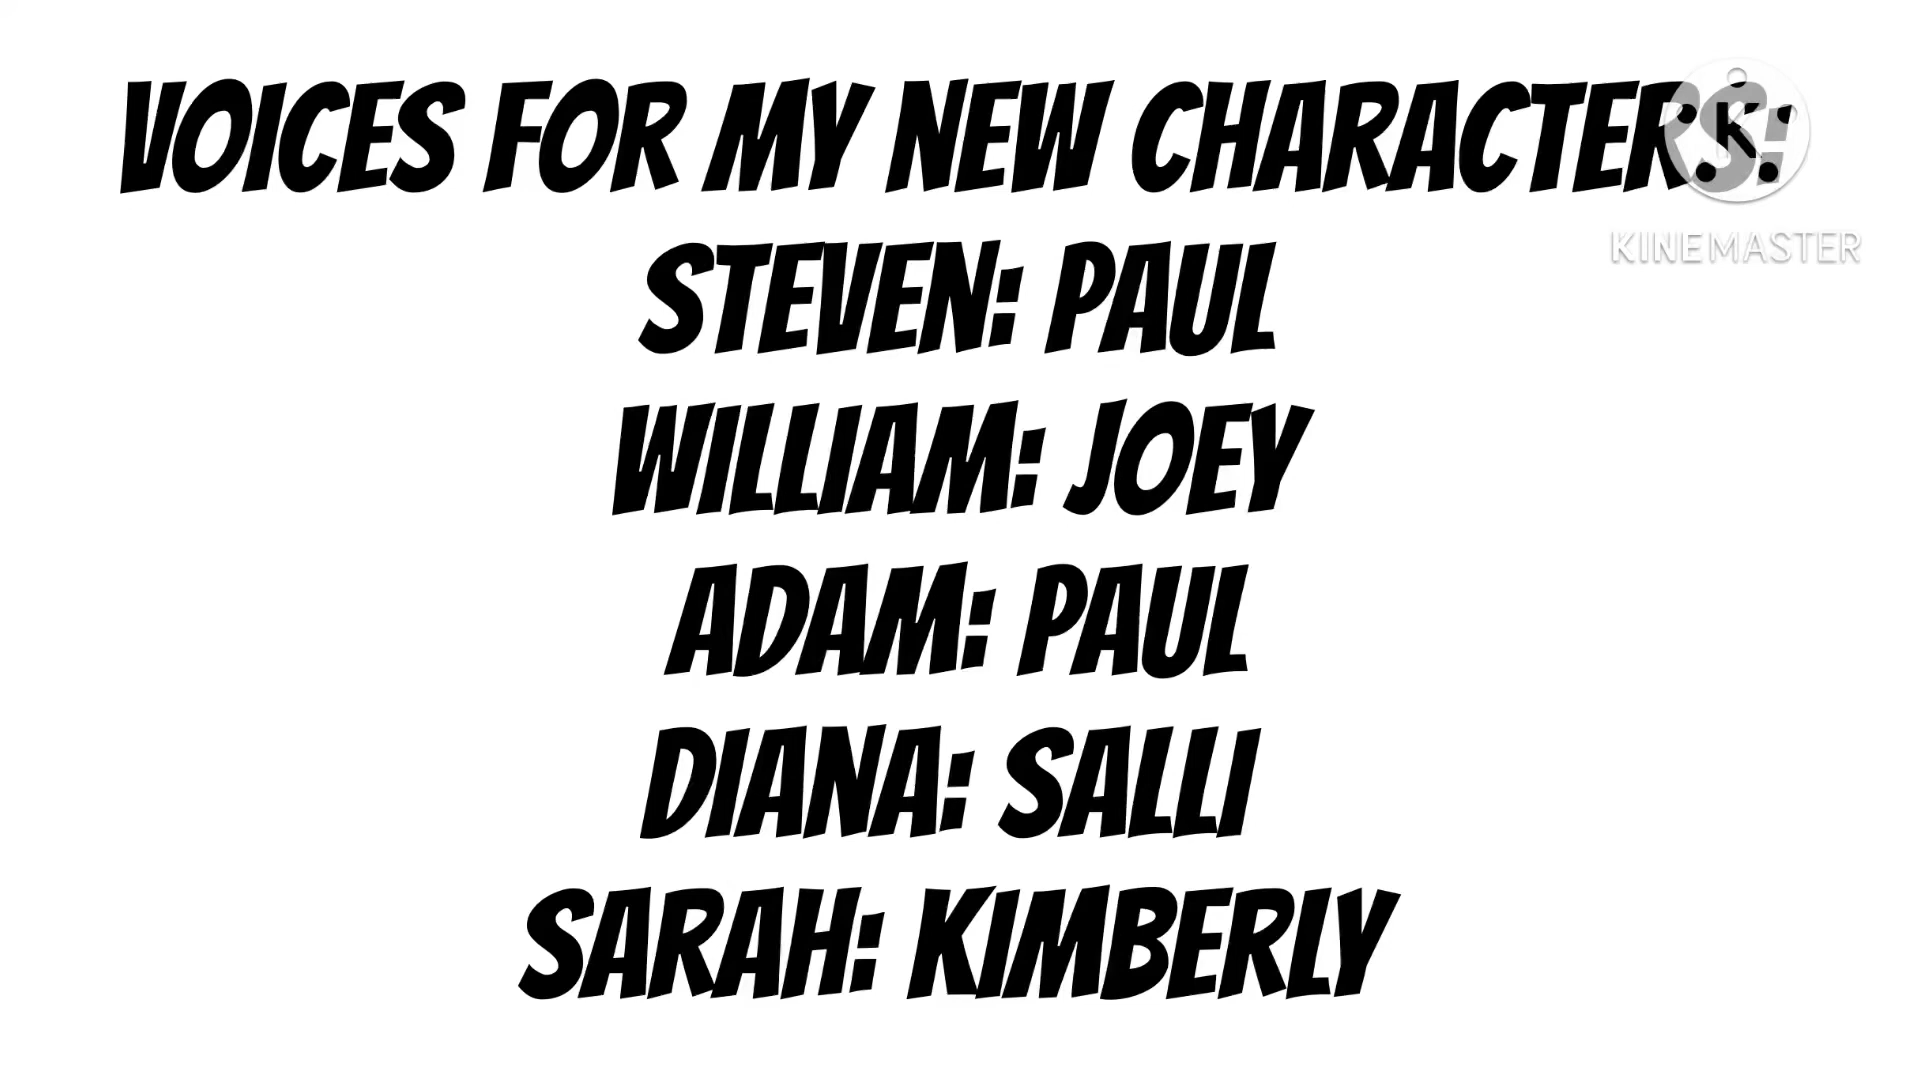 VOICES FOR MY NEW CHARACTERS:
K
KINEMASTER
STEVEN: PAUL
WILLIAM: JOEY
ADAM: PAUL
DIANA: SALLI
SARAH: KIMBERLY